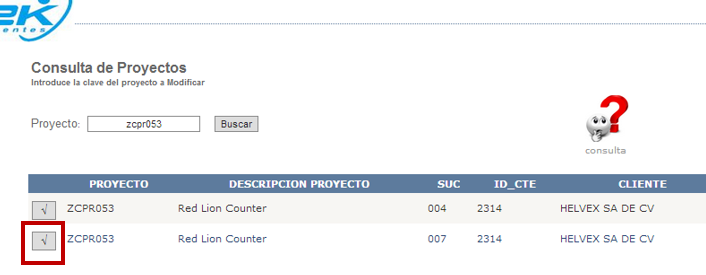 entes
Consulta de Proyectos
Introduce la clave del proyecto a Modificar
Proyecto: zcpr053 Buscar
consulta
PROYECTO DESCRIPCION PROYECTO SUC ID_CTE CLIENTE
√ ZCPR053 Red Lion Counter 004 2314 HELVEX SA DE CV
√ ZCPR053 Red Lion Counter 007 2314 HELVEX SA DE CV